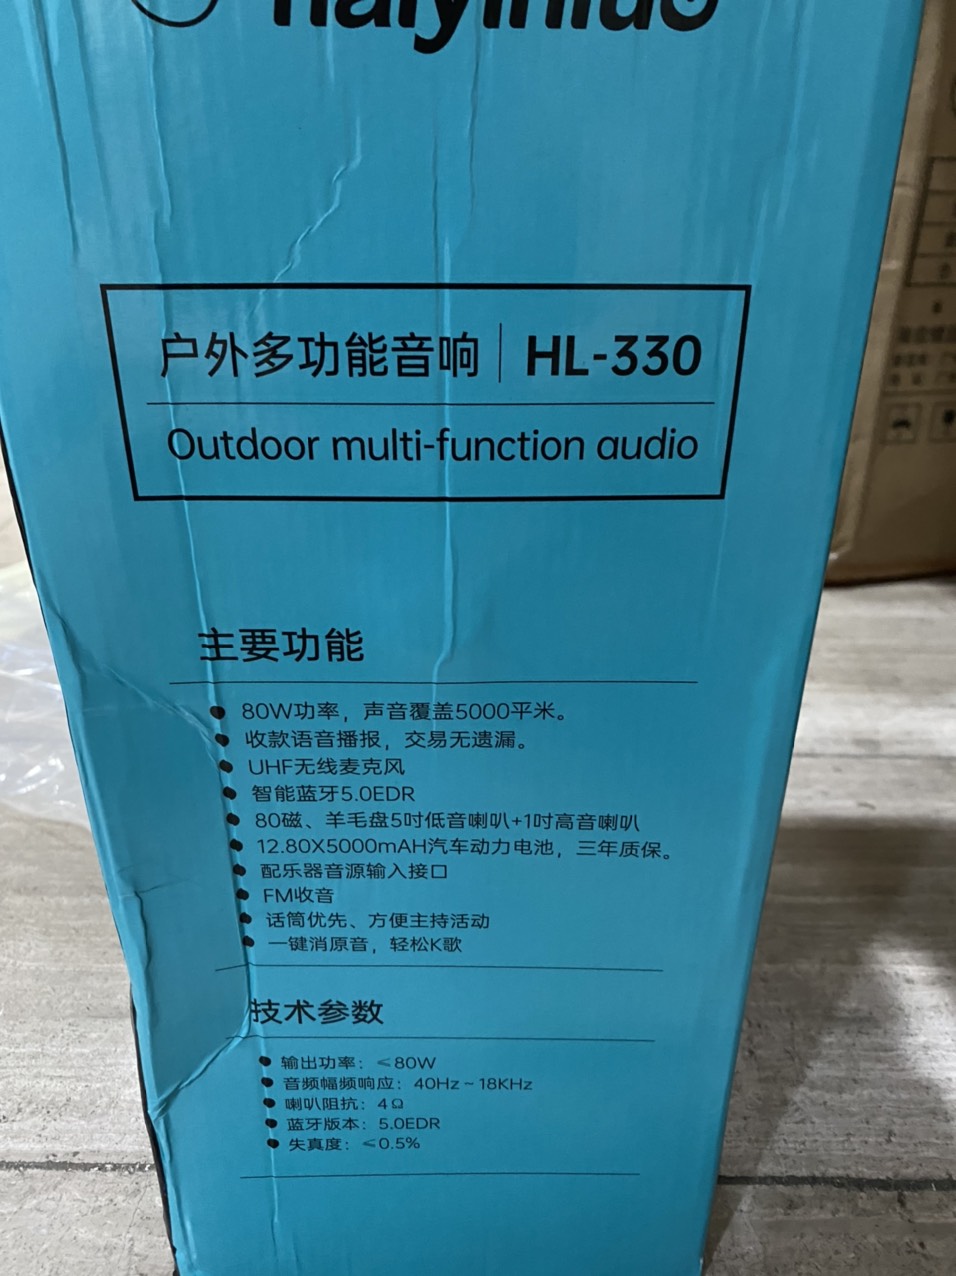 haiyinluo
户外多功能音响 | HL-330
Outdoor multi-function audio
主要功能
● 80W功率，声音覆盖5000平米。
● 收款语音播报，交易无遗漏。
● UHF无线麦克风
● 智能蓝牙5.0EDR
● 80磁、羊毛盘5吋低音喇叭+1吋高音喇叭
● 12.80X5000mAH汽车动力电池，三年质保。
● 配乐器音源输入接口
● FM收音
● 话筒优先、方便主持活动
● 一键消原音，轻松K歌
技术参数
● 输出功率：≤80W
● 音频幅频响应：40Hz~18KHz
● 喇叭阻抗：4Ω
● 蓝牙版本：5.0EDR
● 失真度：≤0.5%